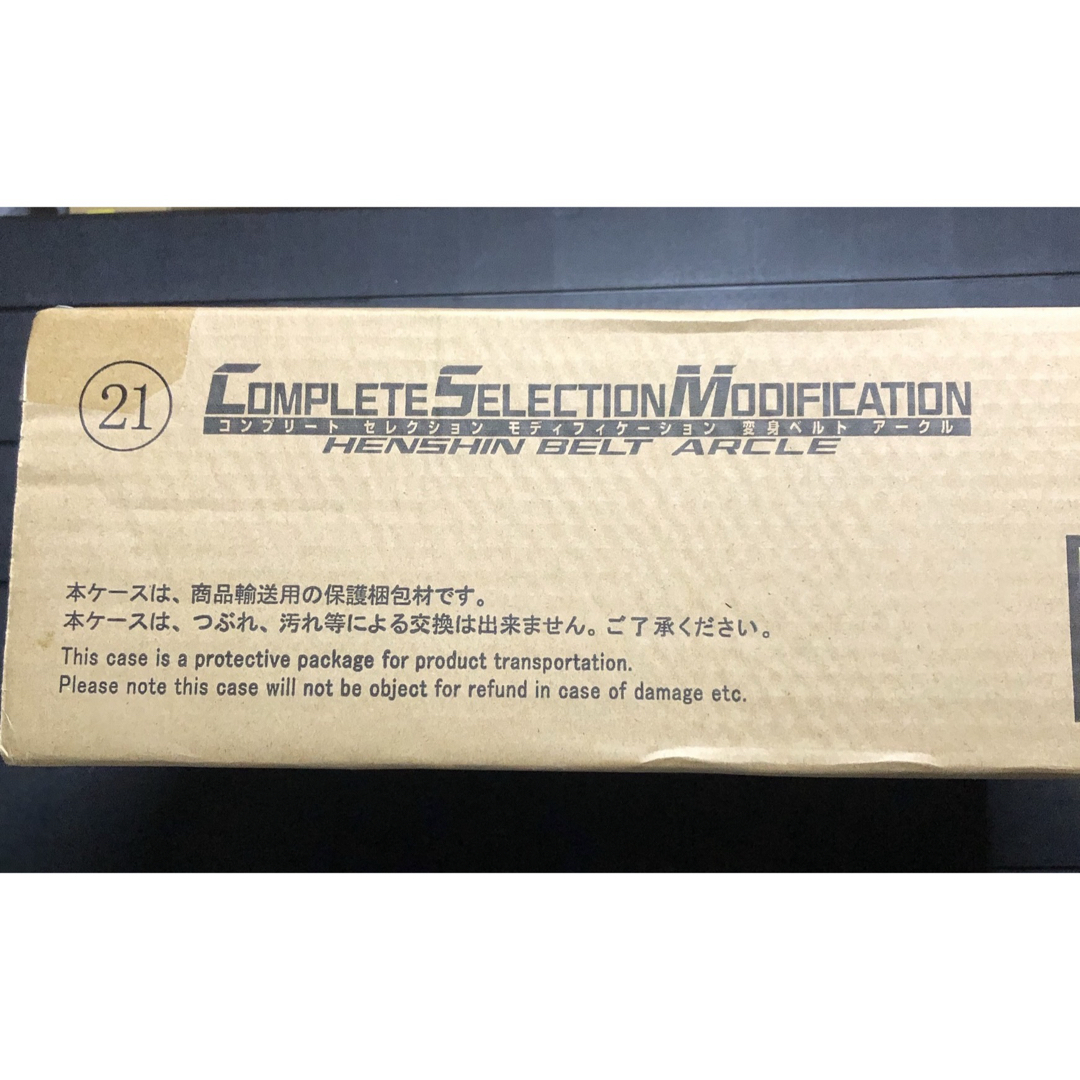 21
COMPLETE SELECTION MODIFICATION
コンプリート セレクション モディフィケーション 変身ベルト アークル
HENSHIN BELT ARCLE
本ケースは、商品輸送用の保護梱包材です。
本ケースは、つぶれ、汚れ等による交換は出来ません。ご了承ください。
This case is a protective package for product transportation.
Please note this case will not be object for refund in case of damage etc.